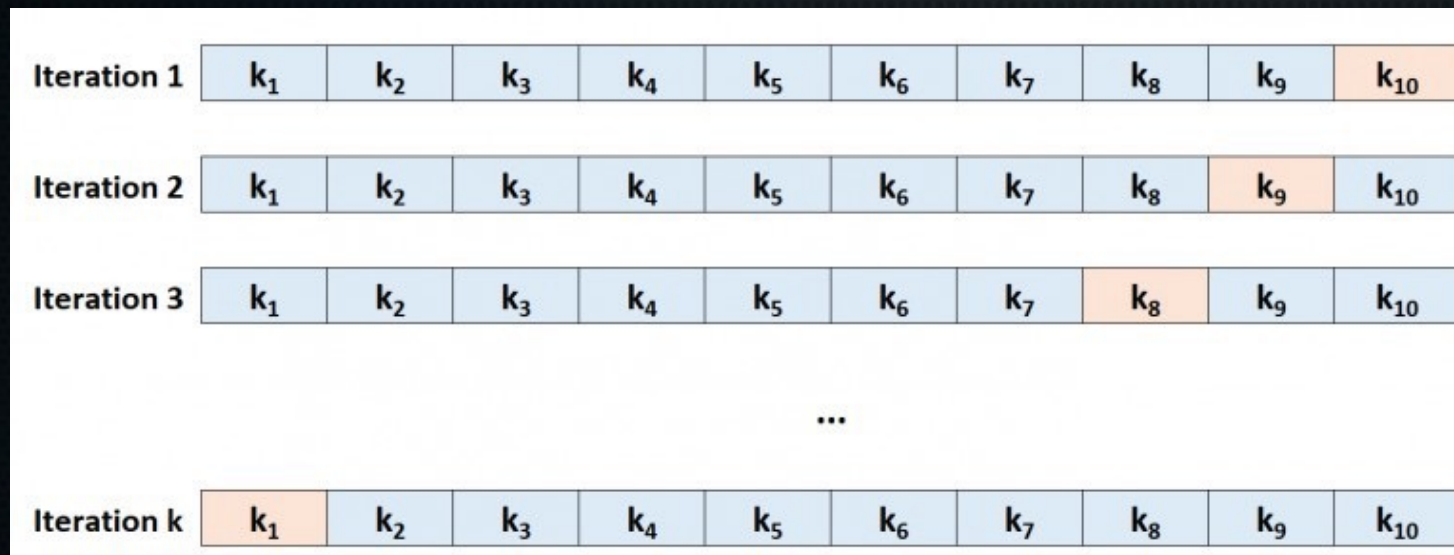 Iteration 1 k₁ k₂ k₃ k₄ k₅ k₆ k₇ k₈ k₉ k₁₀
Iteration 2 k₁ k₂ k₃ k₄ k₅ k₆ k₇ k₈ k₉ k₁₀
Iteration 3 k₁ k₂ k₃ k₄ k₅ k₆ k₇ k₈ k₉ k₁₀
...
Iteration k k₁ k₂ k₃ k₄ k₅ k₆ k₇ k₈ k₉ k₁₀